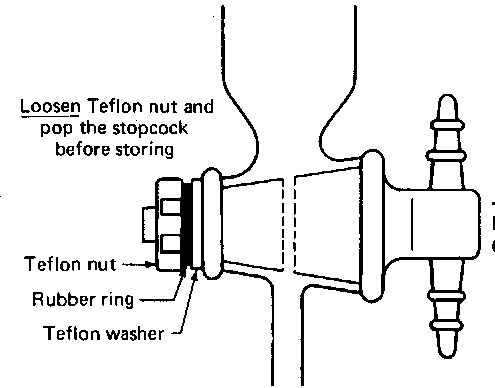 Loosen Teflon nut and
pop the stopcock
before storing
Teflon nut
Rubber ring
Teflon washer